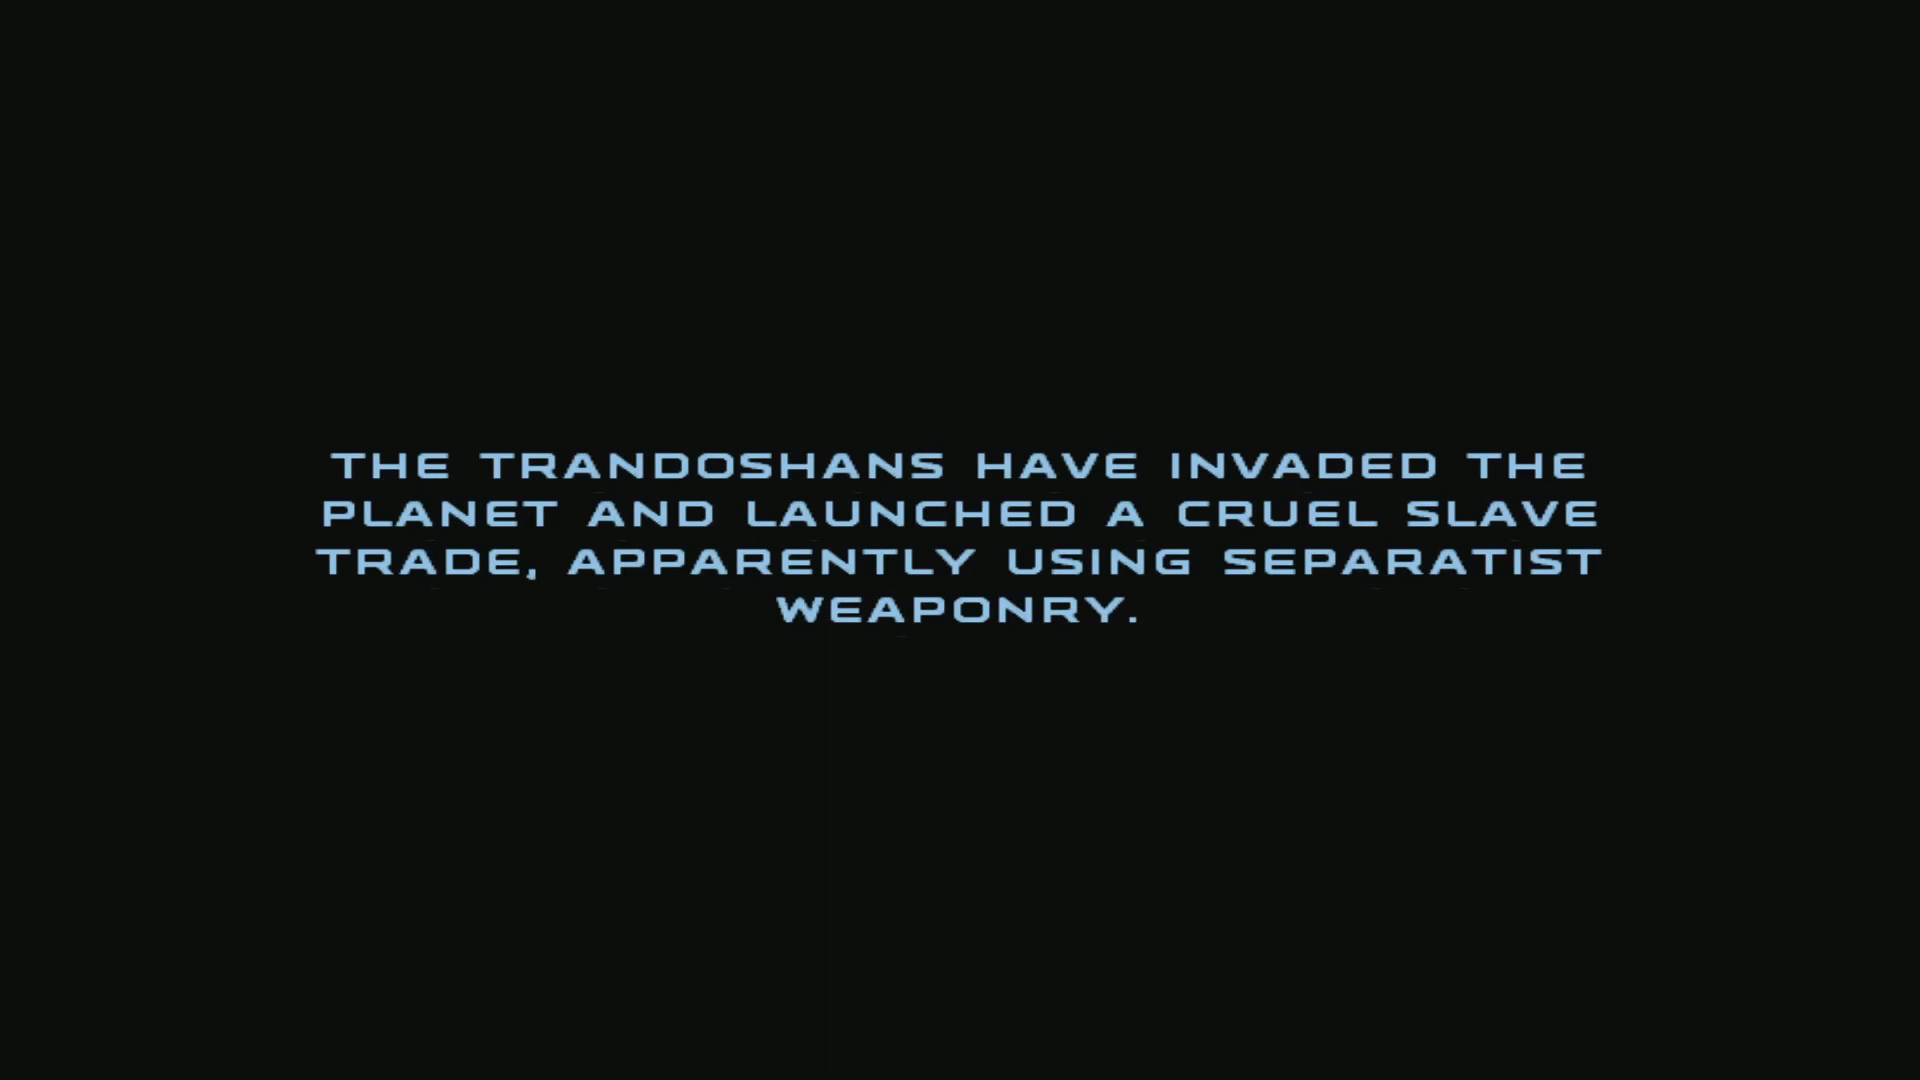 THE TRANDOSHANS HAVE INVADED THE
PLANET AND LAUNCHED A CRUEL SLAVE
TRADE, APPARENTLY USING SEPARATIST
WEAPONRY.